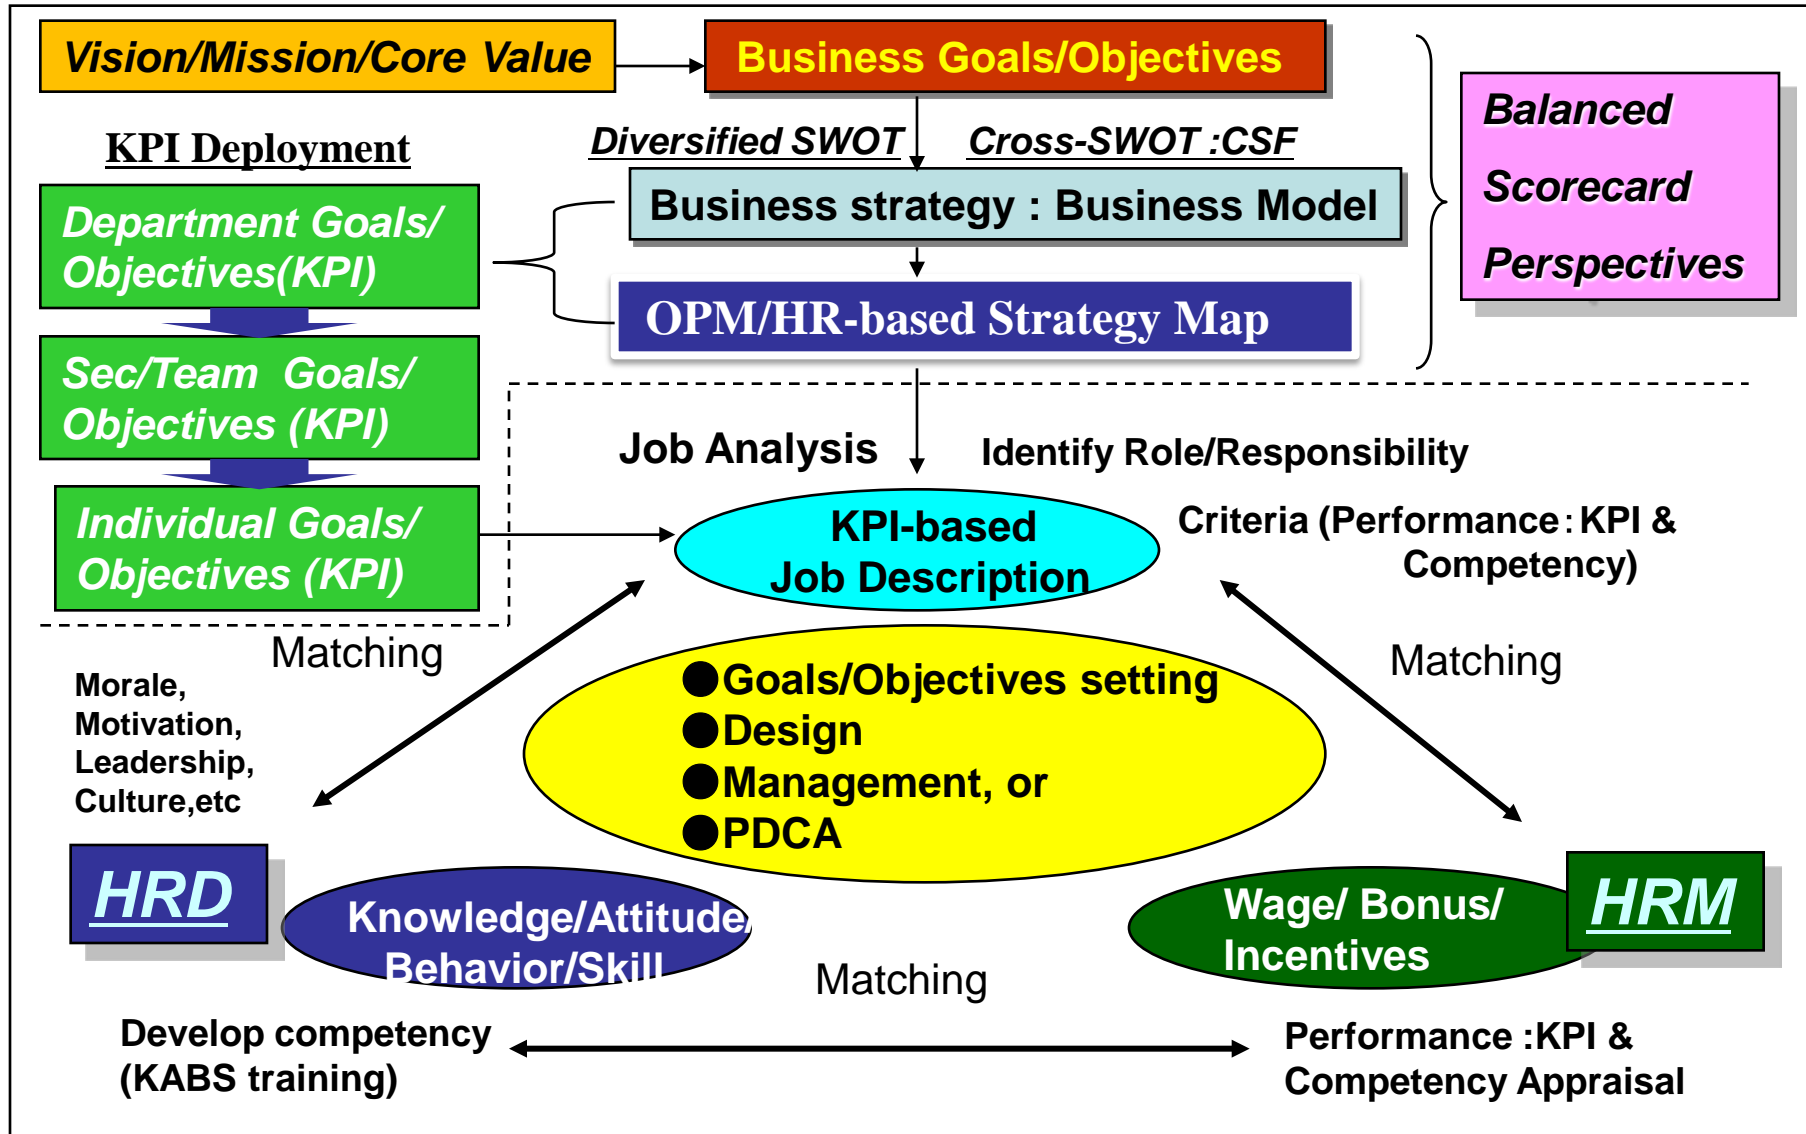 Vision/Mission/Core Value
Business Goals/Objectives
Balanced
Scorecard
Perspectives
KPI Deployment
Diversified SWOT
Cross-SWOT :CSF
Department Goals/
Objectives(KPI)
Business strategy : Business Model
OPM/HR-based Strategy Map
Sec/Team Goals/
Objectives (KPI)
Individual Goals/
Objectives (KPI)
Job Analysis
Identify Role/Responsibility
KPI-based
Job Description
Criteria (Performance：KPI &
Competency)
Matching
Matching
Morale,
Motivation,
Leadership,
Culture,etc
●Goals/Objectives setting
●Design
●Management, or
●PDCA
HRD
Knowledge/Attitude/
Behavior/Skill
Wage/ Bonus/
Incentives
HRM
Matching
Develop competency
(KABS training)
Performance :KPI &
Competency Appraisal